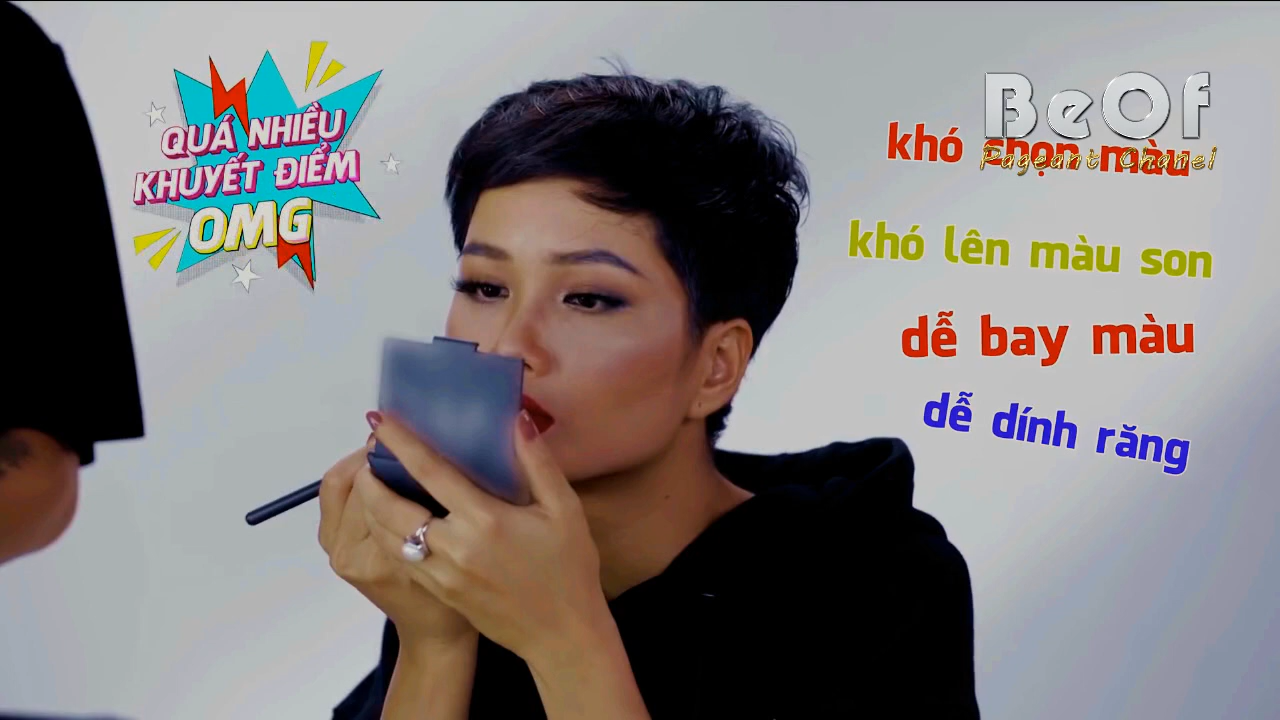 QUÁ NHIỀU
KHUYẾT ĐIỂM
OMG
BeOf
Pageant Chanel
khó chọn màu
khó lên màu son
dễ bay màu
dễ dính răng